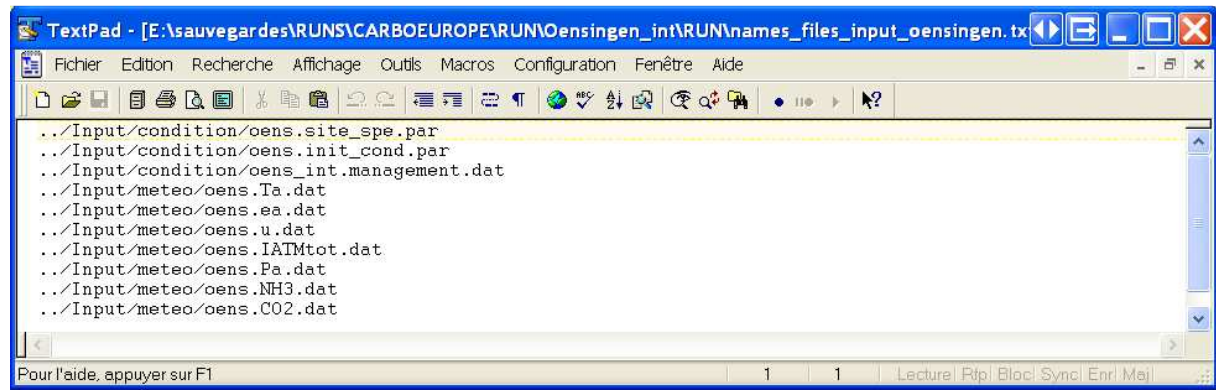 TextPad - [E:\sauvegardes\RUNS\CARBOEUROPE\RUN\Oensingen_int\RUN\names_files_input_oensingen.tx
Fichier Edition Recherche Affichage Outils Macros Configuration Fenêtre Aide
../Input/condition/oens.site_spe.par
../Input/condition/oens.init_cond.par
../Input/condition/oens_int.management.dat
../Input/meteo/oens.Ta.dat
../Input/meteo/oens.ea.dat
../Input/meteo/oens.u.dat
../Input/meteo/oens.IATMtot.dat
../Input/meteo/oens.Pa.dat
../Input/meteo/oens.NH3.dat
../Input/meteo/oens.CO2.dat
Pour l'aide, appuyer sur F1 1 1 Lecture Rfp Bloc Sync Enr Maj